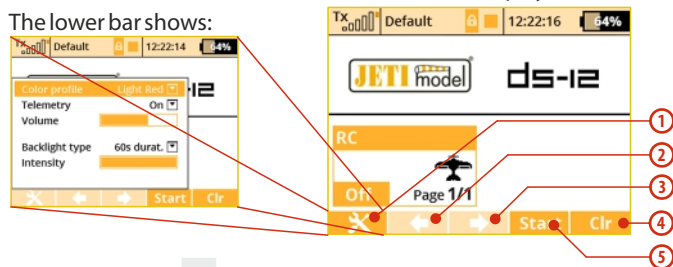 The lower bar shows:
Tx Default 12:22:14 64%
Color profile Light Red
Telemetry On
Volume
Backlight type 60s durat.
Intensity
Start Clr
Tx Default 12:22:16 64%
JETI model ds-12
RC
Off Page 1/1
Start Clr
1
2
3
4
5